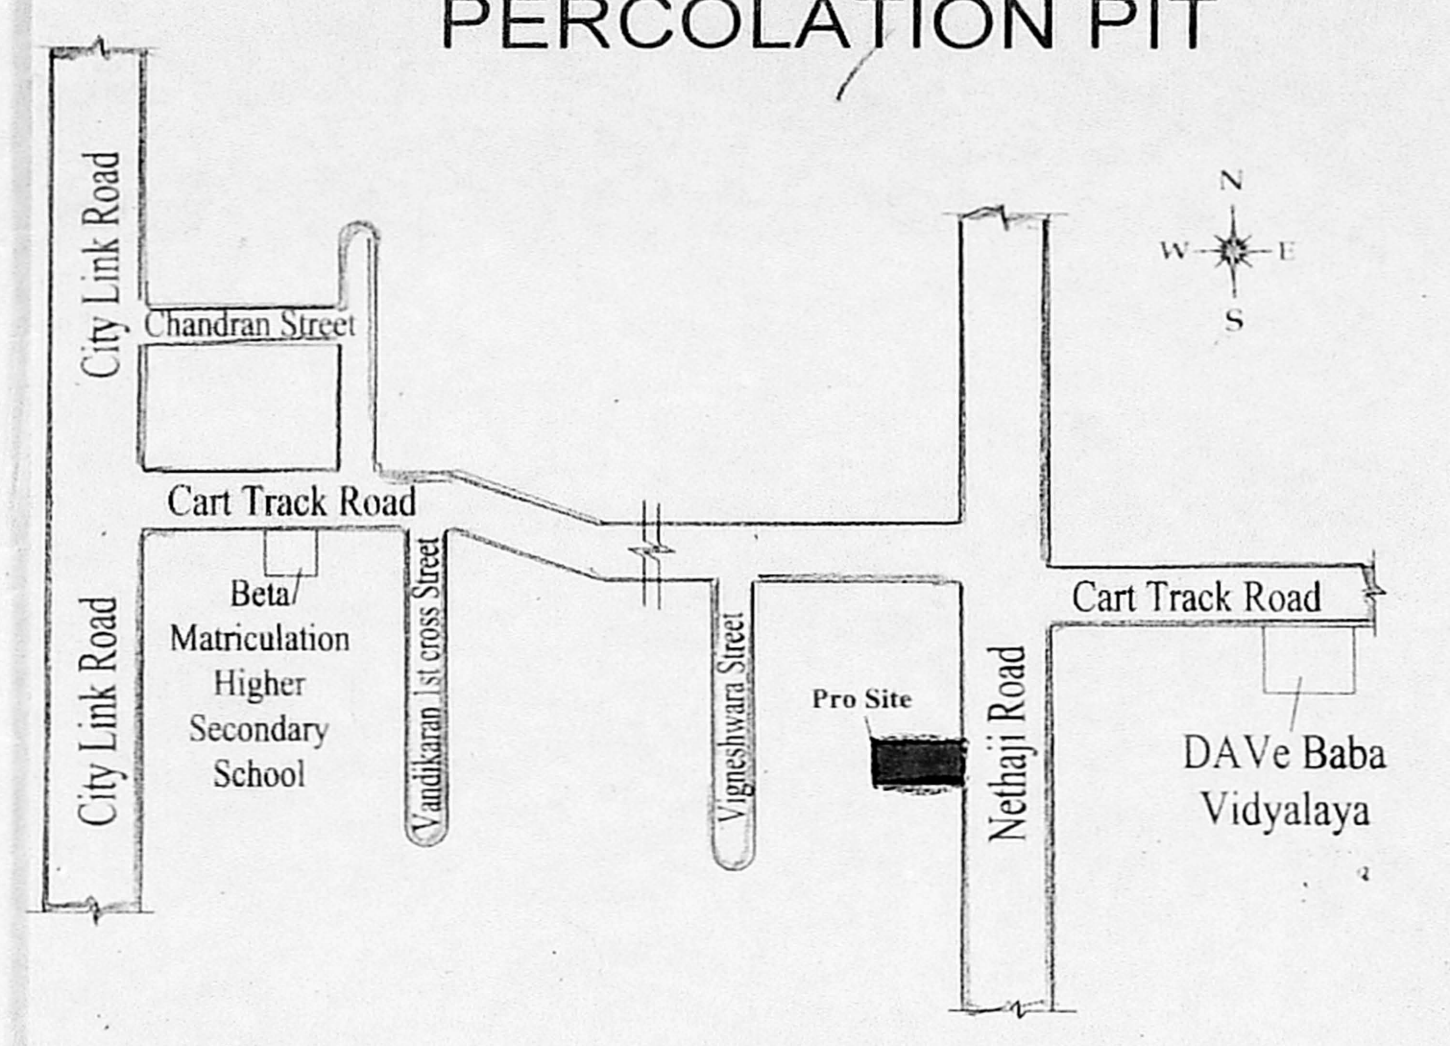 PERCOLATION PIT
N
W E
S
City Link Road
Chandran Street
Cart Track Road
Beta
Matriculation
Higher
Secondary
School
City Link Road
Vandikaran 1st cross Street
Vigneshwara Street
Pro Site
Nethaji Road
Cart Track Road
DAVe Baba
Vidyalaya